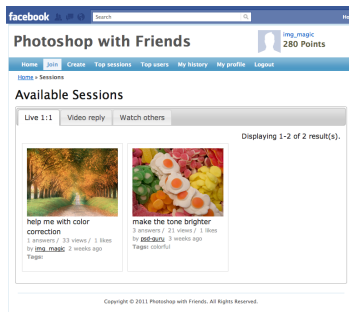 facebook
Search
He
Photoshop with Friends
img_magic
280 Points
Home Join Create Top sessions Top users My history My profile Logout
Home » Sessions
Available Sessions
Live 1:1 Video reply Watch others
Displaying 1-2 of 2 result(s).
help me with color
correction
1 answers / 33 views / 1 likes
by img_magic 2 weeks ago
Tags:
make the tone brighter
3 answers / 21 views / 1 likes
by psd-guru 3 weeks ago
Tags: colorful
Copyright © 2011 Photoshop with Friends. All Rights Reserved.